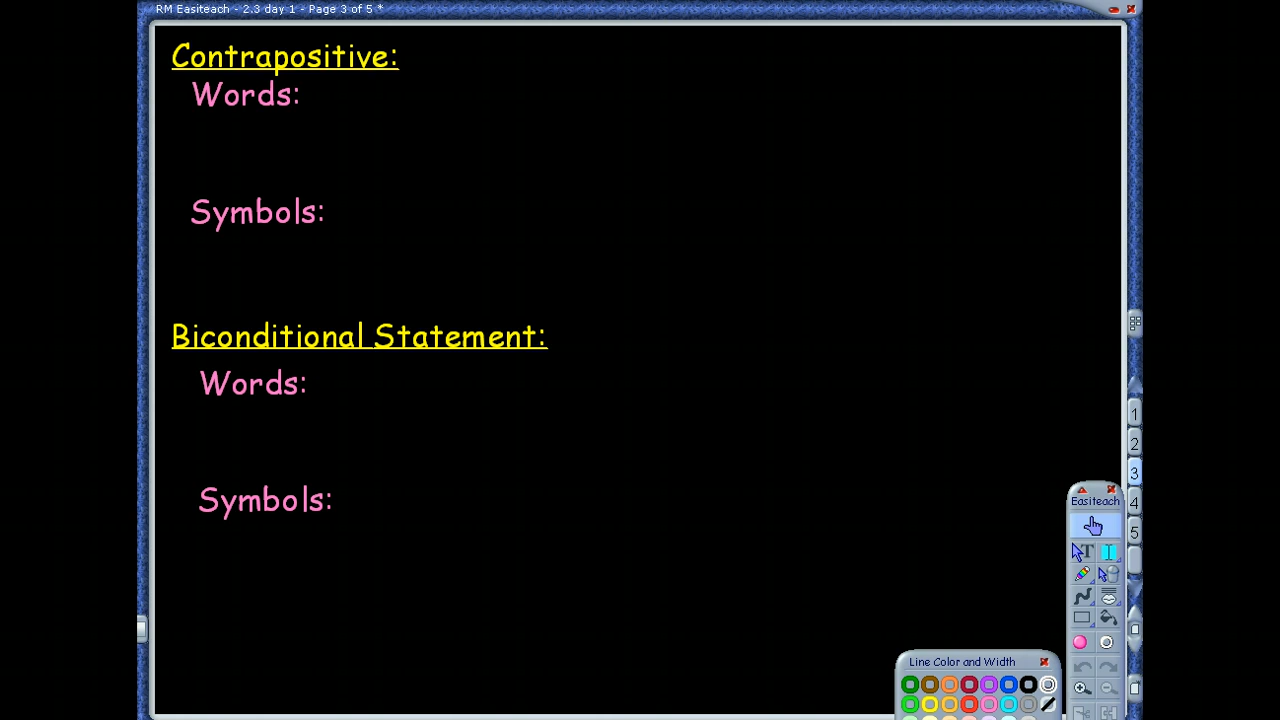 RM Easiteach - 2.3 day 1 - Page 3 of 5 *
Contrapositive:
Words:
Symbols:
Biconditional Statement:
Words:
Symbols:
1
2
3
4
5
Easiteach
T
Line Color and Width